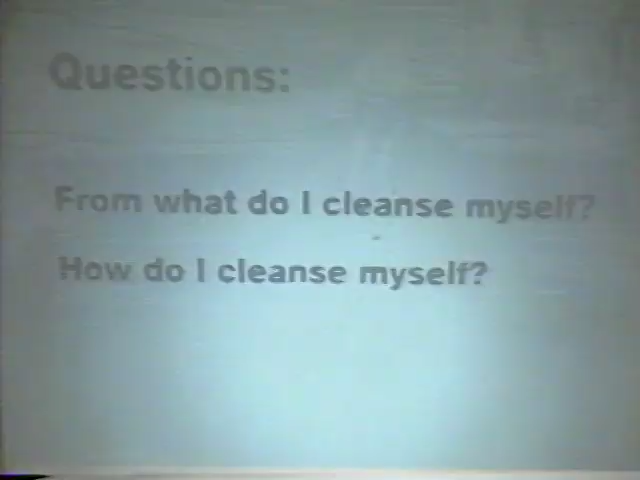 Questions:
From what do I cleanse myself?
How do I cleanse myself?